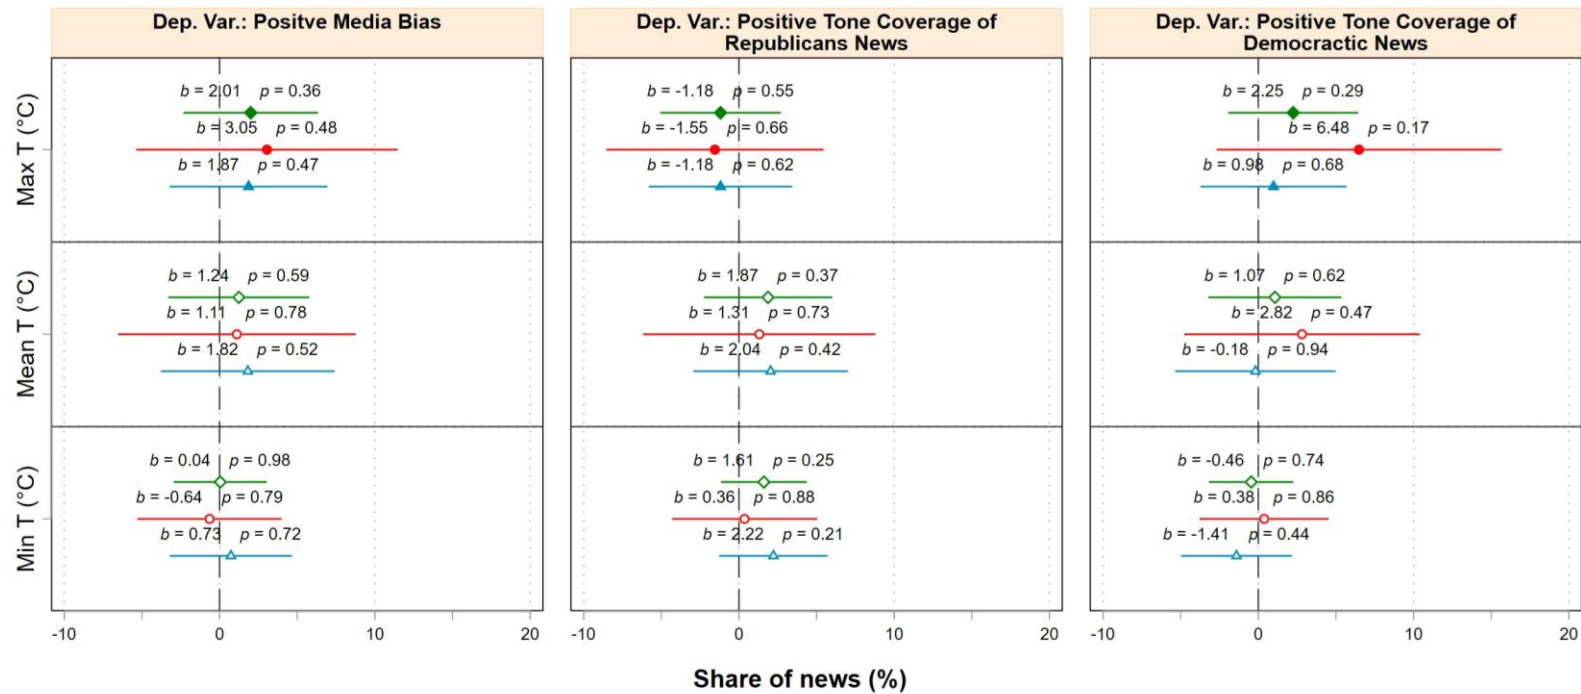 Dep. Var.: Positve Media Bias
Dep. Var.: Positive Tone Coverage of
Republicans News
Dep. Var.: Positive Tone Coverage of
Democractic News
Max T (°C)
b = 2.01 p = 0.36
b = 3.05 p = 0.48
b = 1.87 p = 0.47
b = -1.18 p = 0.55
b = -1.55 p = 0.66
b = -1.18 p = 0.62
b = 2.25 p = 0.29
b = 6.48 p = 0.17
b = 0.98 p = 0.68
Mean T (°C)
b = 1.24 p = 0.59
b = 1.11 p = 0.78
b = 1.82 p = 0.52
b = 1.87 p = 0.37
b = 1.31 p = 0.73
b = 2.04 p = 0.42
b = 1.07 p = 0.62
b = 2.82 p = 0.47
b = -0.18 p = 0.94
Min T (°C)
b = 0.04 p = 0.98
b = -0.64 p = 0.79
b = 0.73 p = 0.72
b = 1.61 p = 0.25
b = 0.36 p = 0.88
b = 2.22 p = 0.21
b = -0.46 p = 0.74
b = 0.38 p = 0.86
b = -1.41 p = 0.44
-10 0 10 20
-10 0 10 20
-10 0 10 20
Share of news (%)